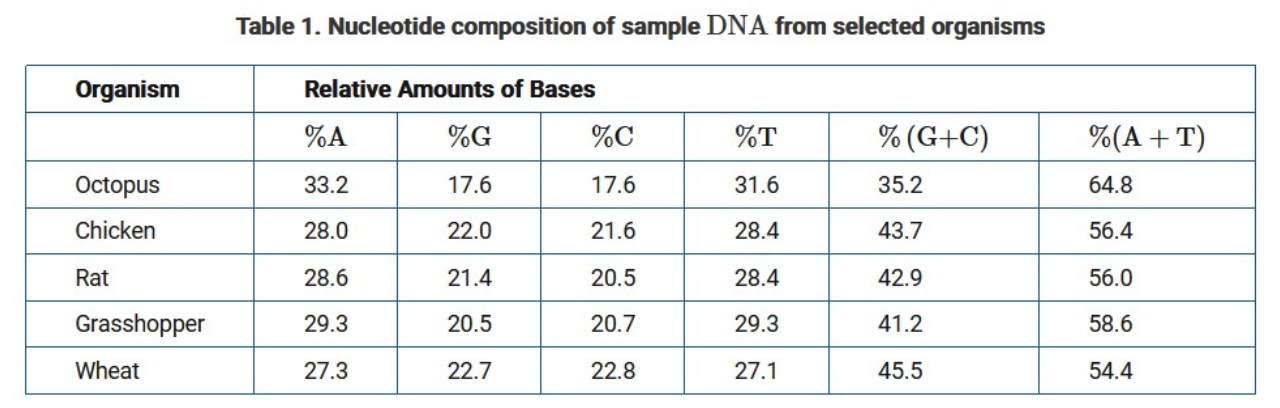 Table 1. Nucleotide composition of sample DNA from selected organisms
Organism Relative Amounts of Bases
%A %G %C %T % (G+C) %(A + T)
Octopus 33.2 17.6 17.6 31.6 35.2 64.8
Chicken 28.0 22.0 21.6 28.4 43.7 56.4
Rat 28.6 21.4 20.5 28.4 42.9 56.0
Grasshopper 29.3 20.5 20.7 29.3 41.2 58.6
Wheat 27.3 22.7 22.8 27.1 45.5 54.4